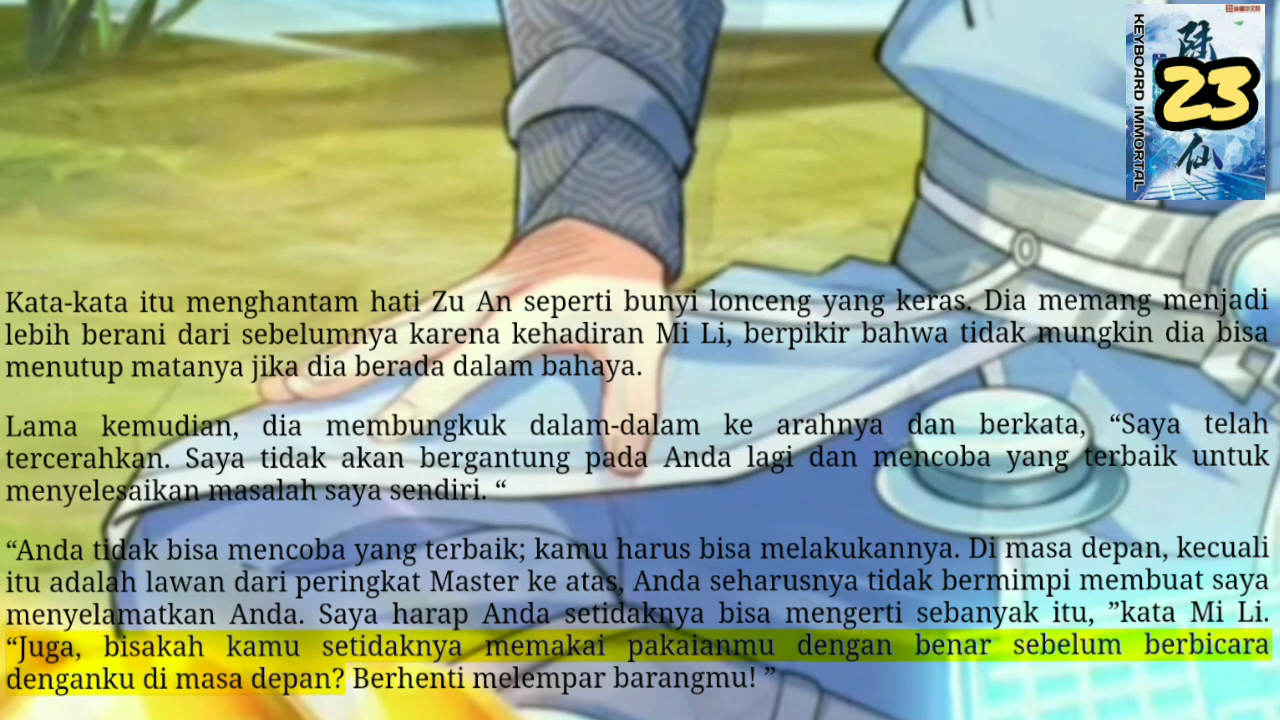 KEYBOARD IMMORTAL
陆
23
仙
Kata-kata itu menghantam hati Zu An seperti bunyi lonceng yang keras. Dia memang menjadi
lebih berani dari sebelumnya karena kehadiran Mi Li, berpikir bahwa tidak mungkin dia bisa
menutup matanya jika dia berada dalam bahaya.
Lama kemudian, dia membungkuk dalam-dalam ke arahnya dan berkata, “Saya telah
tercerahkan. Saya tidak akan bergantung pada Anda lagi dan mencoba yang terbaik untuk
menyelesaikan masalah saya sendiri. “
“Anda tidak bisa mencoba yang terbaik; kamu harus bisa melakukannya. Di masa depan, kecuali
itu adalah lawan dari peringkat Master ke atas, Anda seharusnya tidak bermimpi membuat saya
menyelamatkan Anda. Saya harap Anda setidaknya bisa mengerti sebanyak itu, ”kata Mi Li.
“Juga, bisakah kamu setidaknya memakai pakaianmu dengan benar sebelum berbicara
denganku di masa depan? Berhenti melempar barangmu! ”